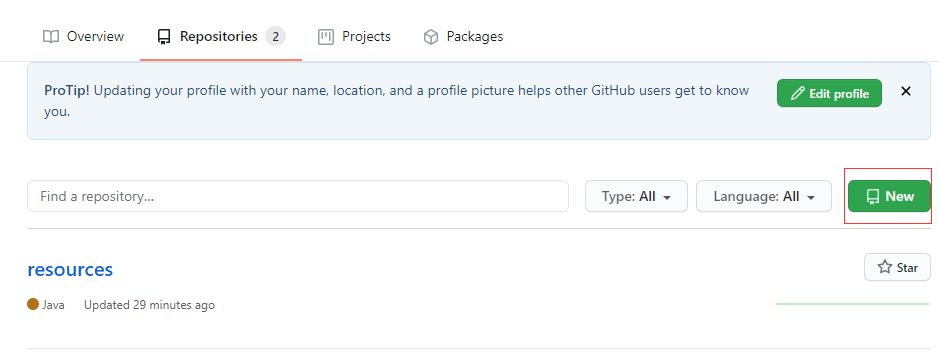 Overview Repositories 2 Projects Packages
ProTip! Updating your profile with your name, location, and a profile picture helps other GitHub users get to know
you.
Edit profile
Find a repository...
Type: All
Language: All
New
resources
Star
Java Updated 29 minutes ago